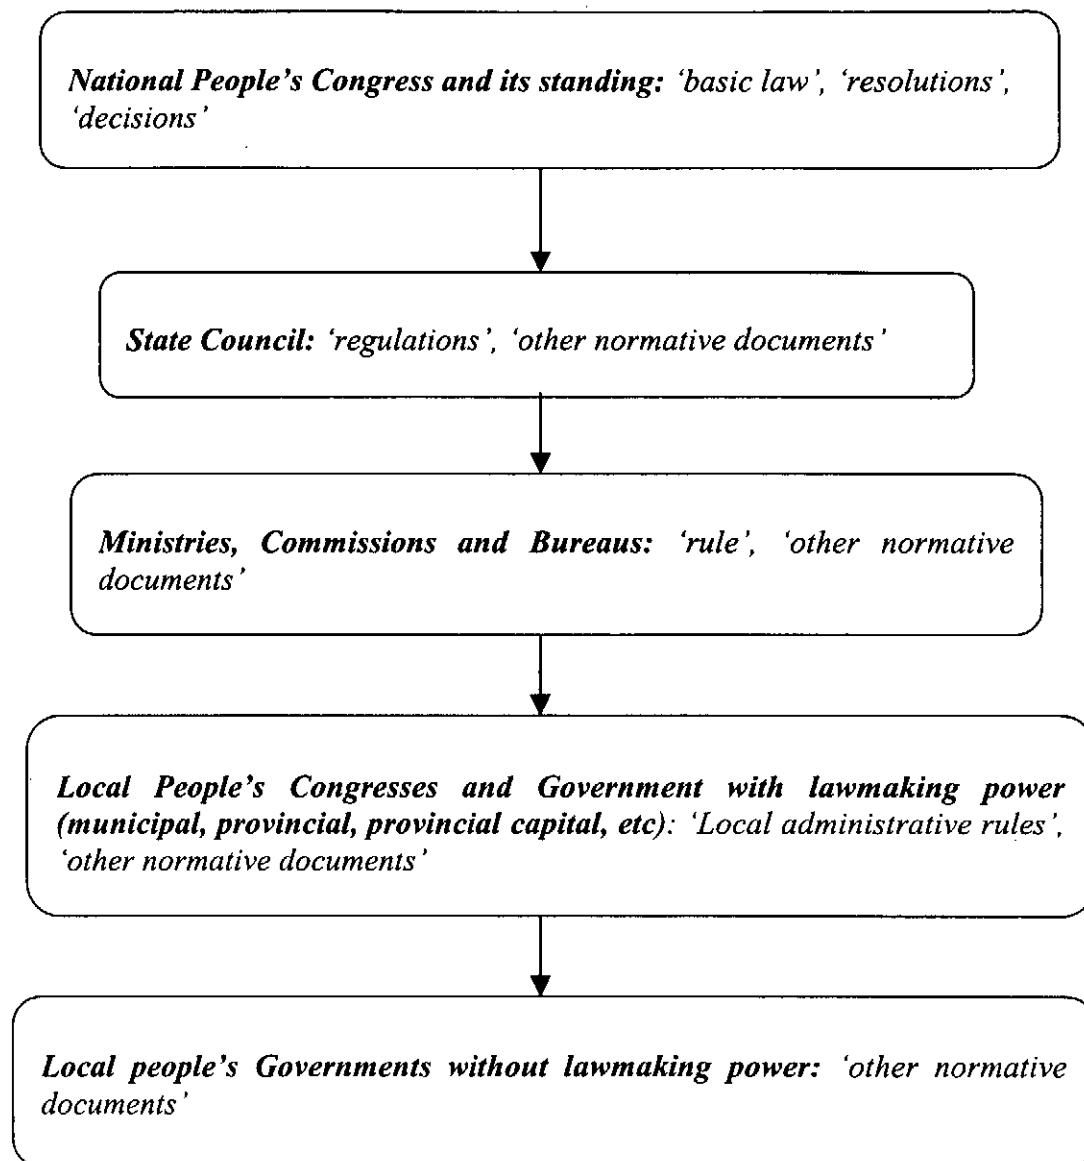 National People's Congress and its standing: 'basic law', 'resolutions',
'decisions'
State Council: 'regulations', 'other normative documents'
Ministries, Commissions and Bureaus: 'rule', 'other normative
documents'
Local People's Congresses and Government with lawmaking power
(municipal, provincial, provincial capital, etc): 'Local administrative rules',
'other normative documents'
Local people's Governments without lawmaking power: 'other normative
documents'